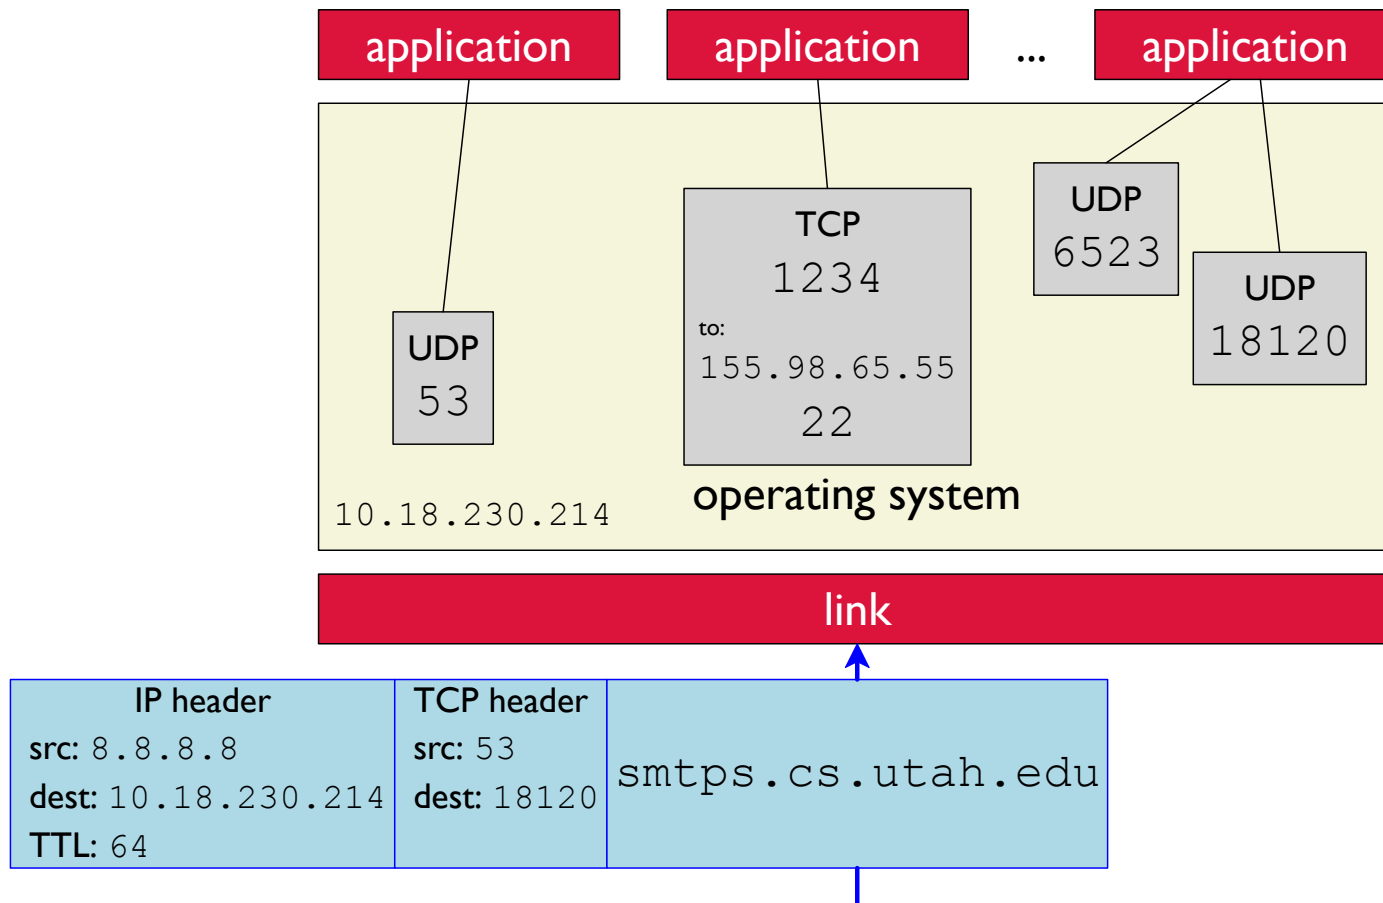 application
application
...
application
UDP
6523
TCP
1234
to:
155.98.65.55
22
UDP
18120
UDP
53
operating system
10.18.230.214
link
IP header
src: 8.8.8.8
dest: 10.18.230.214
TTL: 64
TCP header
src: 53
dest: 18120
smtps.cs.utah.edu